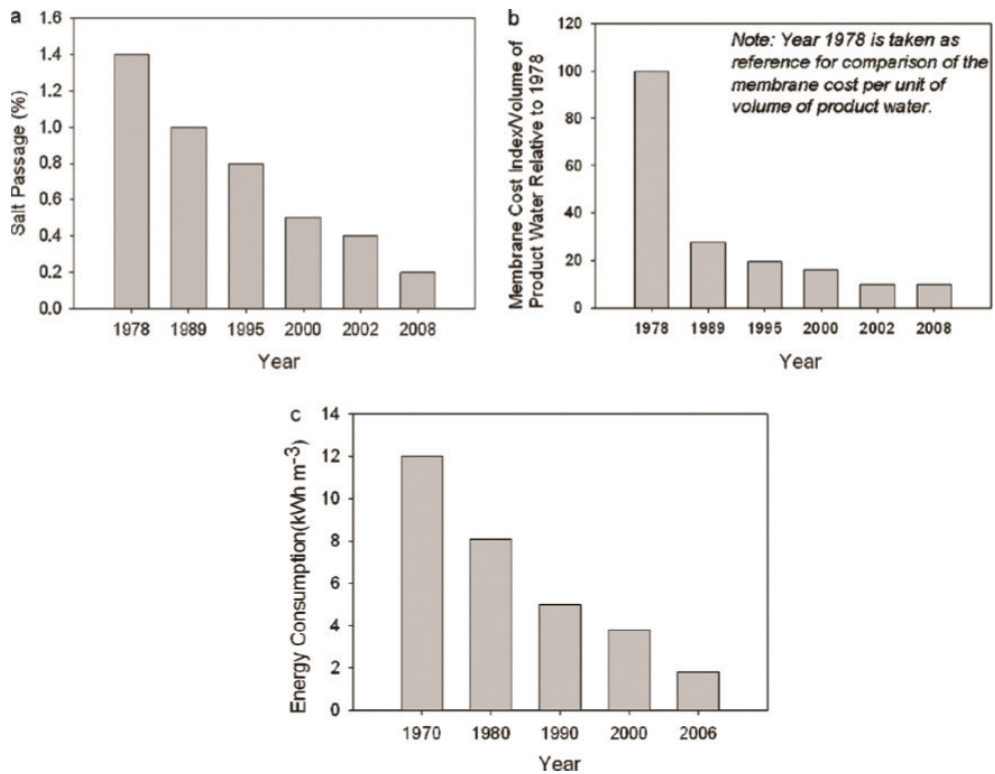 a
Salt Passage (%)
1.6
1.4
1.2
1.0
0.8
0.6
0.4
0.2
0.0
1978 1989 1995 2000 2002 2008
Year
b
Membrane Cost Index/Volume of
Product Water Relative to 1978
120
100
80
60
40
20
0
Note: Year 1978 is taken as
reference for comparison of the
membrane cost per unit of
volume of product water.
1978 1989 1995 2000 2002 2008
Year
c
Energy Consumption(kWh m⁻³)
14
12
10
8
6
4
2
0
1970 1980 1990 2000 2006
Year